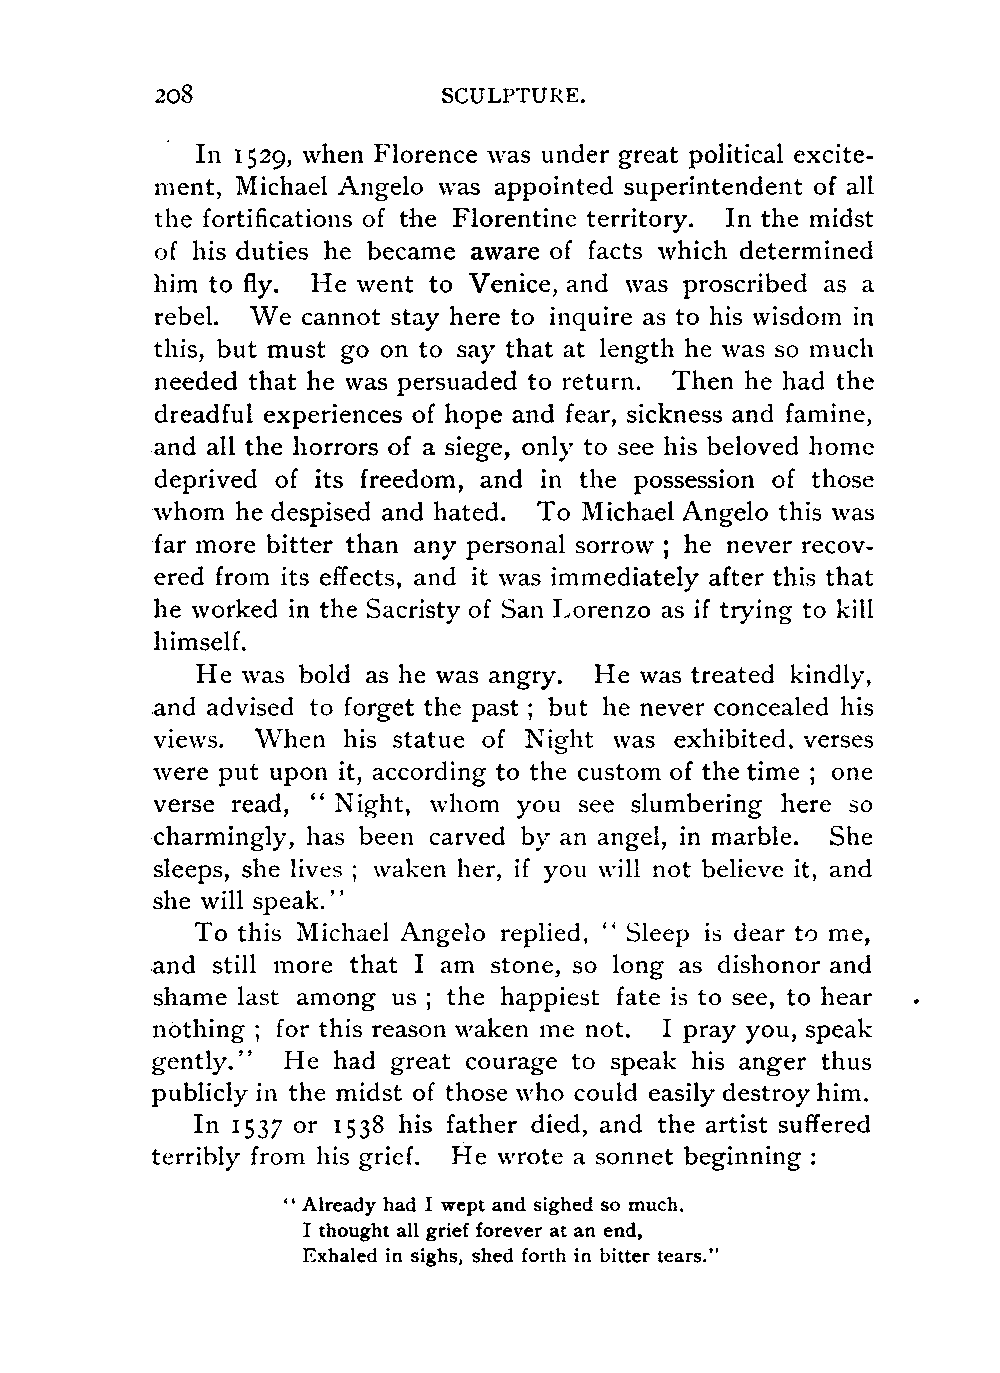 208 SCULPTURE.
In 1529, when Florence was under great political excite-
ment, Michael Angelo was appointed superintendent of all
the fortifications of the Florentine territory. In the midst
of his duties he became aware of facts which determined
him to fly. He went to Venice, and was proscribed as a
rebel. We cannot stay here to inquire as to his wisdom in
this, but must go on to say that at length he was so much
needed that he was persuaded to return. Then he had the
dreadful experiences of hope and fear, sickness and famine,
and all the horrors of a siege, only to see his beloved home
deprived of its freedom, and in the possession of those
whom he despised and hated. To Michael Angelo this was
far more bitter than any personal sorrow ; he never recov-
ered from its effects, and it was immediately after this that
he worked in the Sacristy of San Lorenzo as if trying to kill
himself.
He was bold as he was angry. He was treated kindly,
and advised to forget the past ; but he never concealed his
views. When his statue of Night was exhibited, verses
were put upon it, according to the custom of the time ; one
verse read, “ Night, whom you see slumbering here so
charmingly, has been carved by an angel, in marble. She
sleeps, she lives ; waken her, if you will not believe it, and
she will speak.”
To this Michael Angelo replied, “ Sleep is dear to me,
and still more that I am stone, so long as dishonor and
shame last among us ; the happiest fate is to see, to hear
nothing ; for this reason waken me not. I pray you, speak
gently.” He had great courage to speak his anger thus
publicly in the midst of those who could easily destroy him.
In 1537 or 1538 his father died, and the artist suffered
terribly from his grief. He wrote a sonnet beginning :
“ Already had I wept and sighed so much,
I thought all grief forever at an end,
Exhaled in sighs, shed forth in bitter tears.”